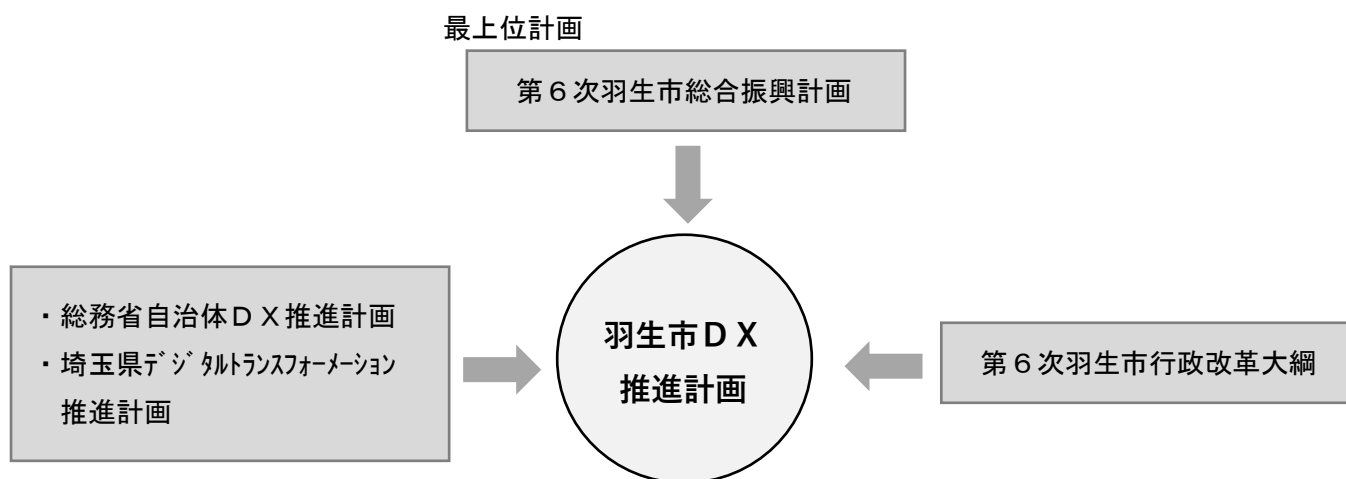 最上位計画
第６次羽生市総合振興計画
・総務省自治体ＤＸ推進計画
・埼玉県ﾃﾞｼﾞﾀﾙﾄﾗﾝｽﾌｫｰﾒｰｼｮﾝ
推進計画
羽生市ＤＸ
推進計画
第６次羽生市行政改革大綱